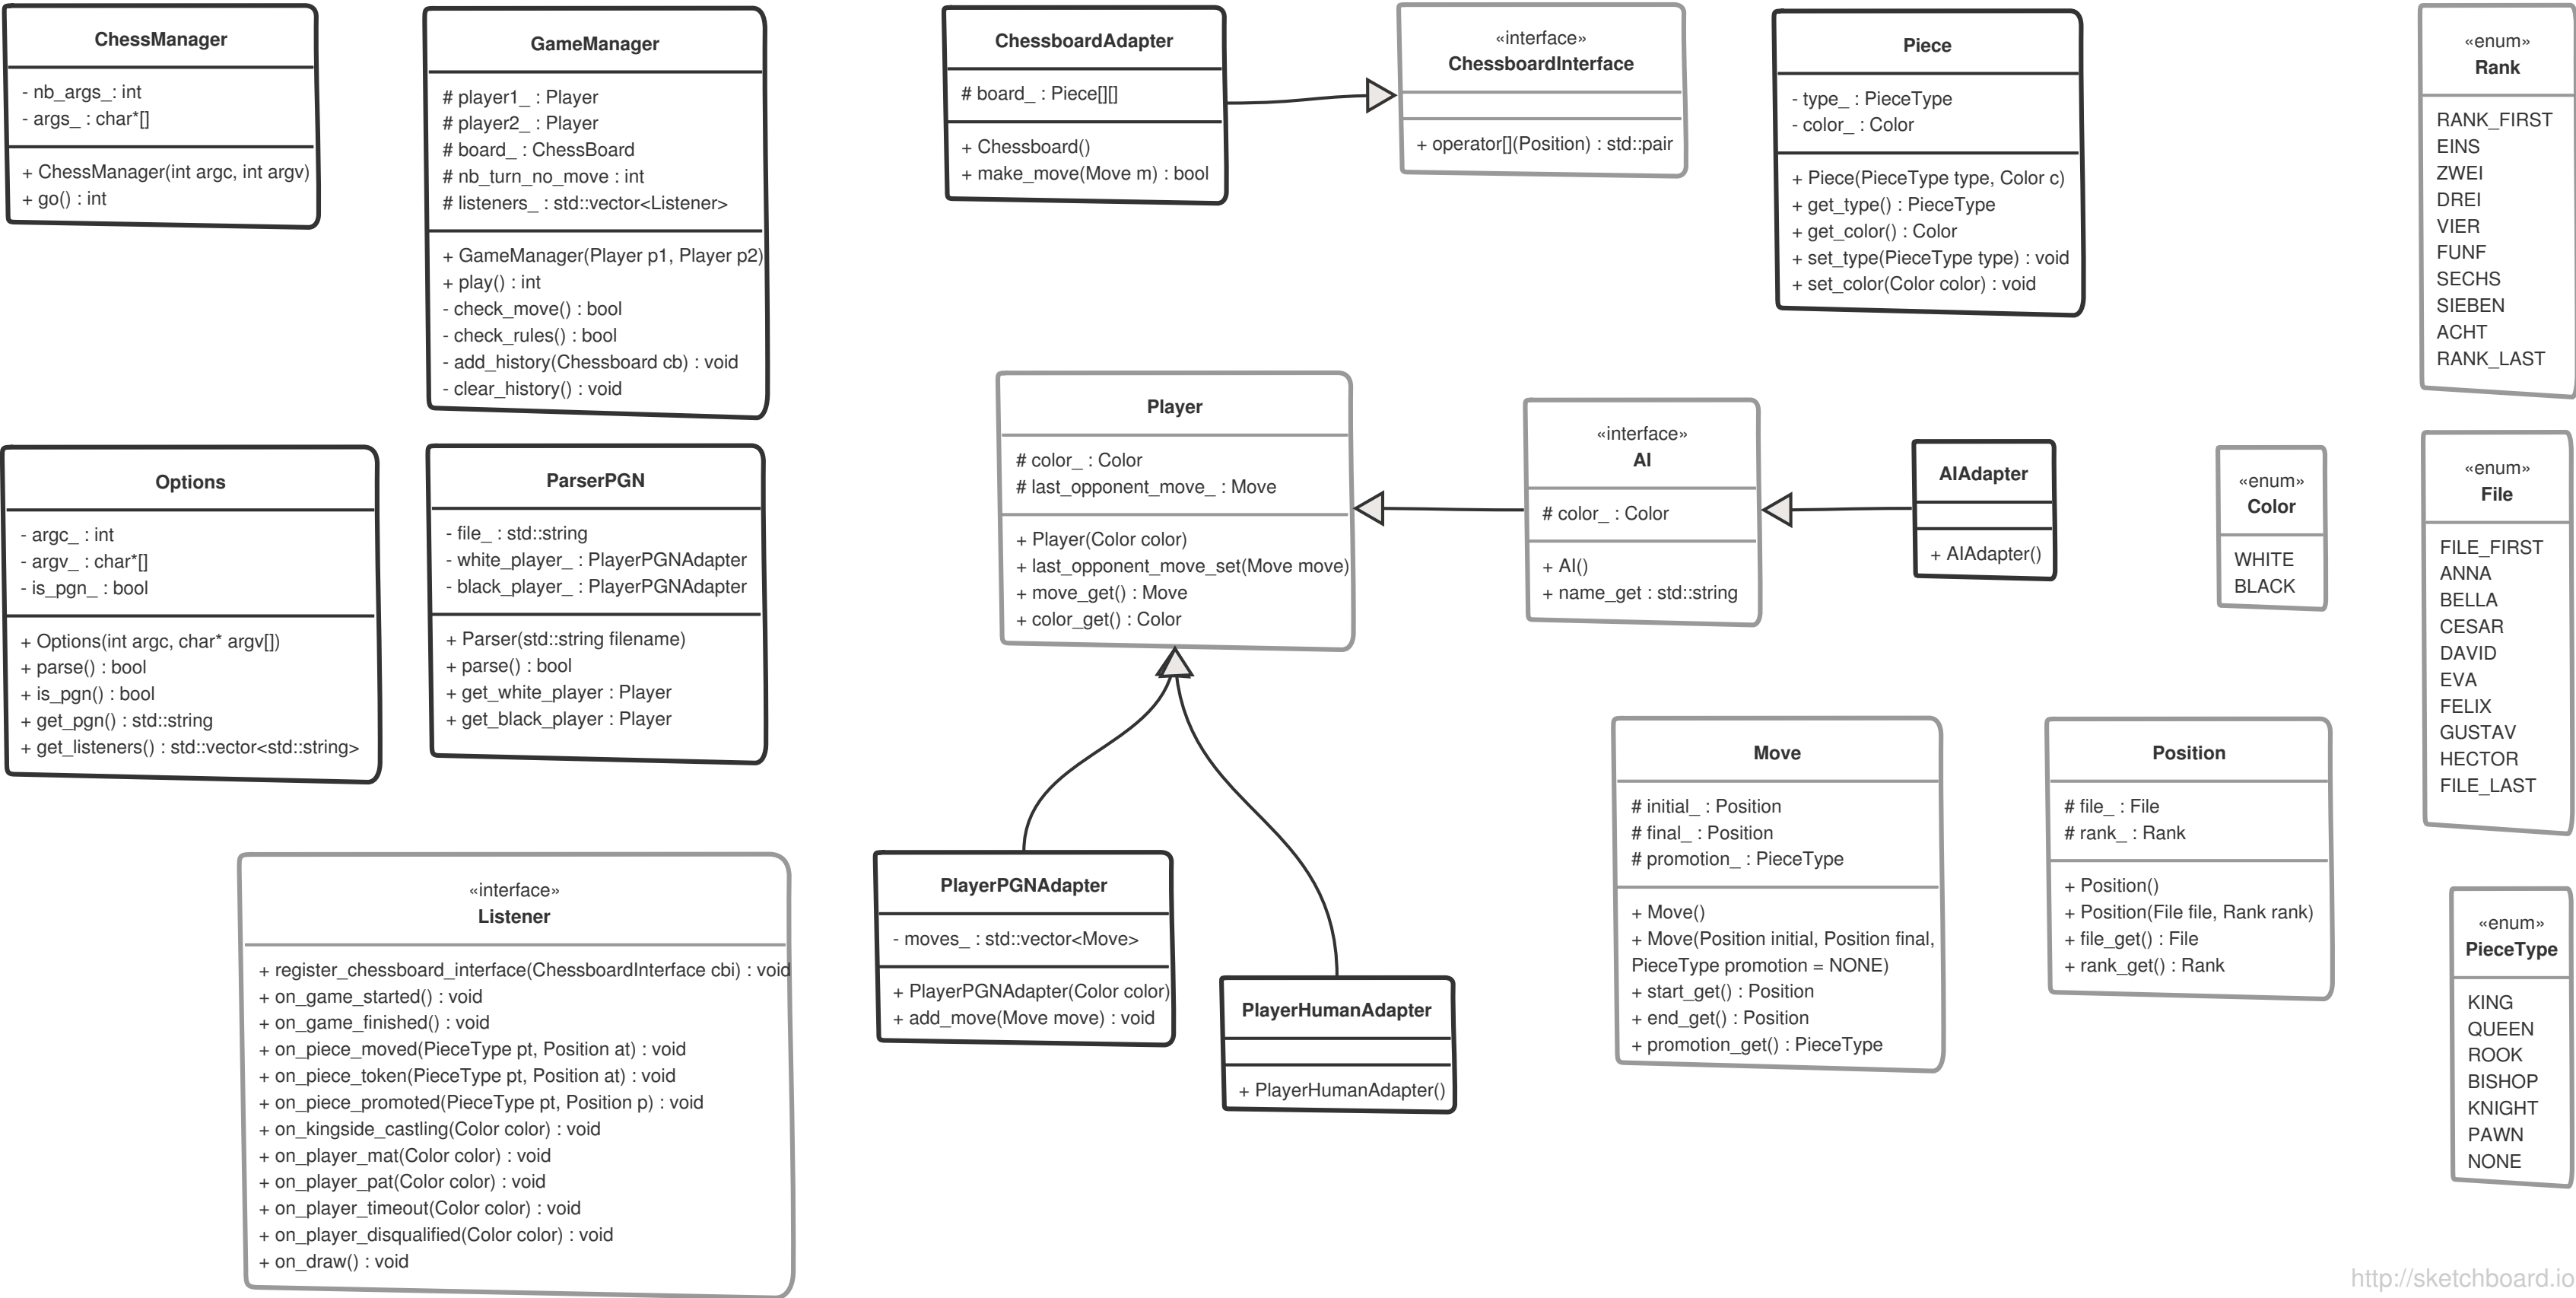 ChessManager
- nb_args_: int
- args_ : char*[]
+ ChessManager(int argc, int argv)
+ go() : int
GameManager
# player1_ : Player
# player2_ : Player
# board_ : ChessBoard
# nb_turn_no_move : int
# listeners_ : std::vector<Listener>
+ GameManager(Player p1, Player p2)
+ play() : int
- check_move() : bool
- check_rules() : bool
- add_history(Chessboard cb) : void
- clear_history() : void
ChessboardAdapter
# board_ : Piece[][]
+ Chessboard()
+ make_move(Move m) : bool
«interface»
ChessboardInterface
+ operator[](Position) : std::pair
Piece
- type_ : PieceType
- color_ : Color
+ Piece(PieceType type, Color c)
+ get_type() : PieceType
+ get_color() : Color
+ set_type(PieceType type) : void
+ set_color(Color color) : void
«enum»
Rank
RANK_FIRST
EINS
ZWEI
DREI
VIER
FUNF
SECHS
SIEBEN
ACHT
RANK_LAST
Options
- argc_ : int
- argv_ : char*[]
- is_pgn_ : bool
+ Options(int argc, char* argv[])
+ parse() : bool
+ is_pgn() : bool
+ get_pgn() : std::string
+ get_listeners() : std::vector<std::string>
ParserPGN
- file_ : std::string
- white_player_ : PlayerPGNAdapter
- black_player_ : PlayerPGNAdapter
+ Parser(std::string filename)
+ parse() : bool
+ get_white_player : Player
+ get_black_player : Player
Player
# color_ : Color
# last_opponent_move_ : Move
+ Player(Color color)
+ last_opponent_move_set(Move move)
+ move_get() : Move
+ color_get() : Color
«interface»
AI
# color_ : Color
+ AI()
+ name_get : std::string
AIAdapter
+ AIAdapter()
«enum»
Color
WHITE
BLACK
«enum»
File
FILE_FIRST
ANNA
BELLA
CESAR
DAVID
EVA
FELIX
GUSTAV
HECTOR
FILE_LAST
«interface»
Listener
+ register_chessboard_interface(ChessboardInterface cbi) : void
+ on_game_started() : void
+ on_game_finished() : void
+ on_piece_moved(PieceType pt, Position at) : void
+ on_piece_token(PieceType pt, Position at) : void
+ on_piece_promoted(PieceType pt, Position p) : void
+ on_kingside_castling(Color color) : void
+ on_player_mat(Color color) : void
+ on_player_pat(Color color) : void
+ on_player_timeout(Color color) : void
+ on_player_disqualified(Color color) : void
+ on_draw() : void
PlayerPGNAdapter
- moves_ : std::vector<Move>
+ PlayerPGNAdapter(Color color)
+ add_move(Move move) : void
PlayerHumanAdapter
+ PlayerHumanAdapter()
Move
# initial_ : Position
# final_ : Position
# promotion_ : PieceType
+ Move()
+ Move(Position initial, Position final,
PieceType promotion = NONE)
+ start_get() : Position
+ end_get() : Position
+ promotion_get() : PieceType
Position
# file_ : File
# rank_ : Rank
+ Position()
+ Position(File file, Rank rank)
+ file_get() : File
+ rank_get() : Rank
«enum»
PieceType
KING
QUEEN
ROOK
BISHOP
KNIGHT
PAWN
NONE
http://sketchboard.io